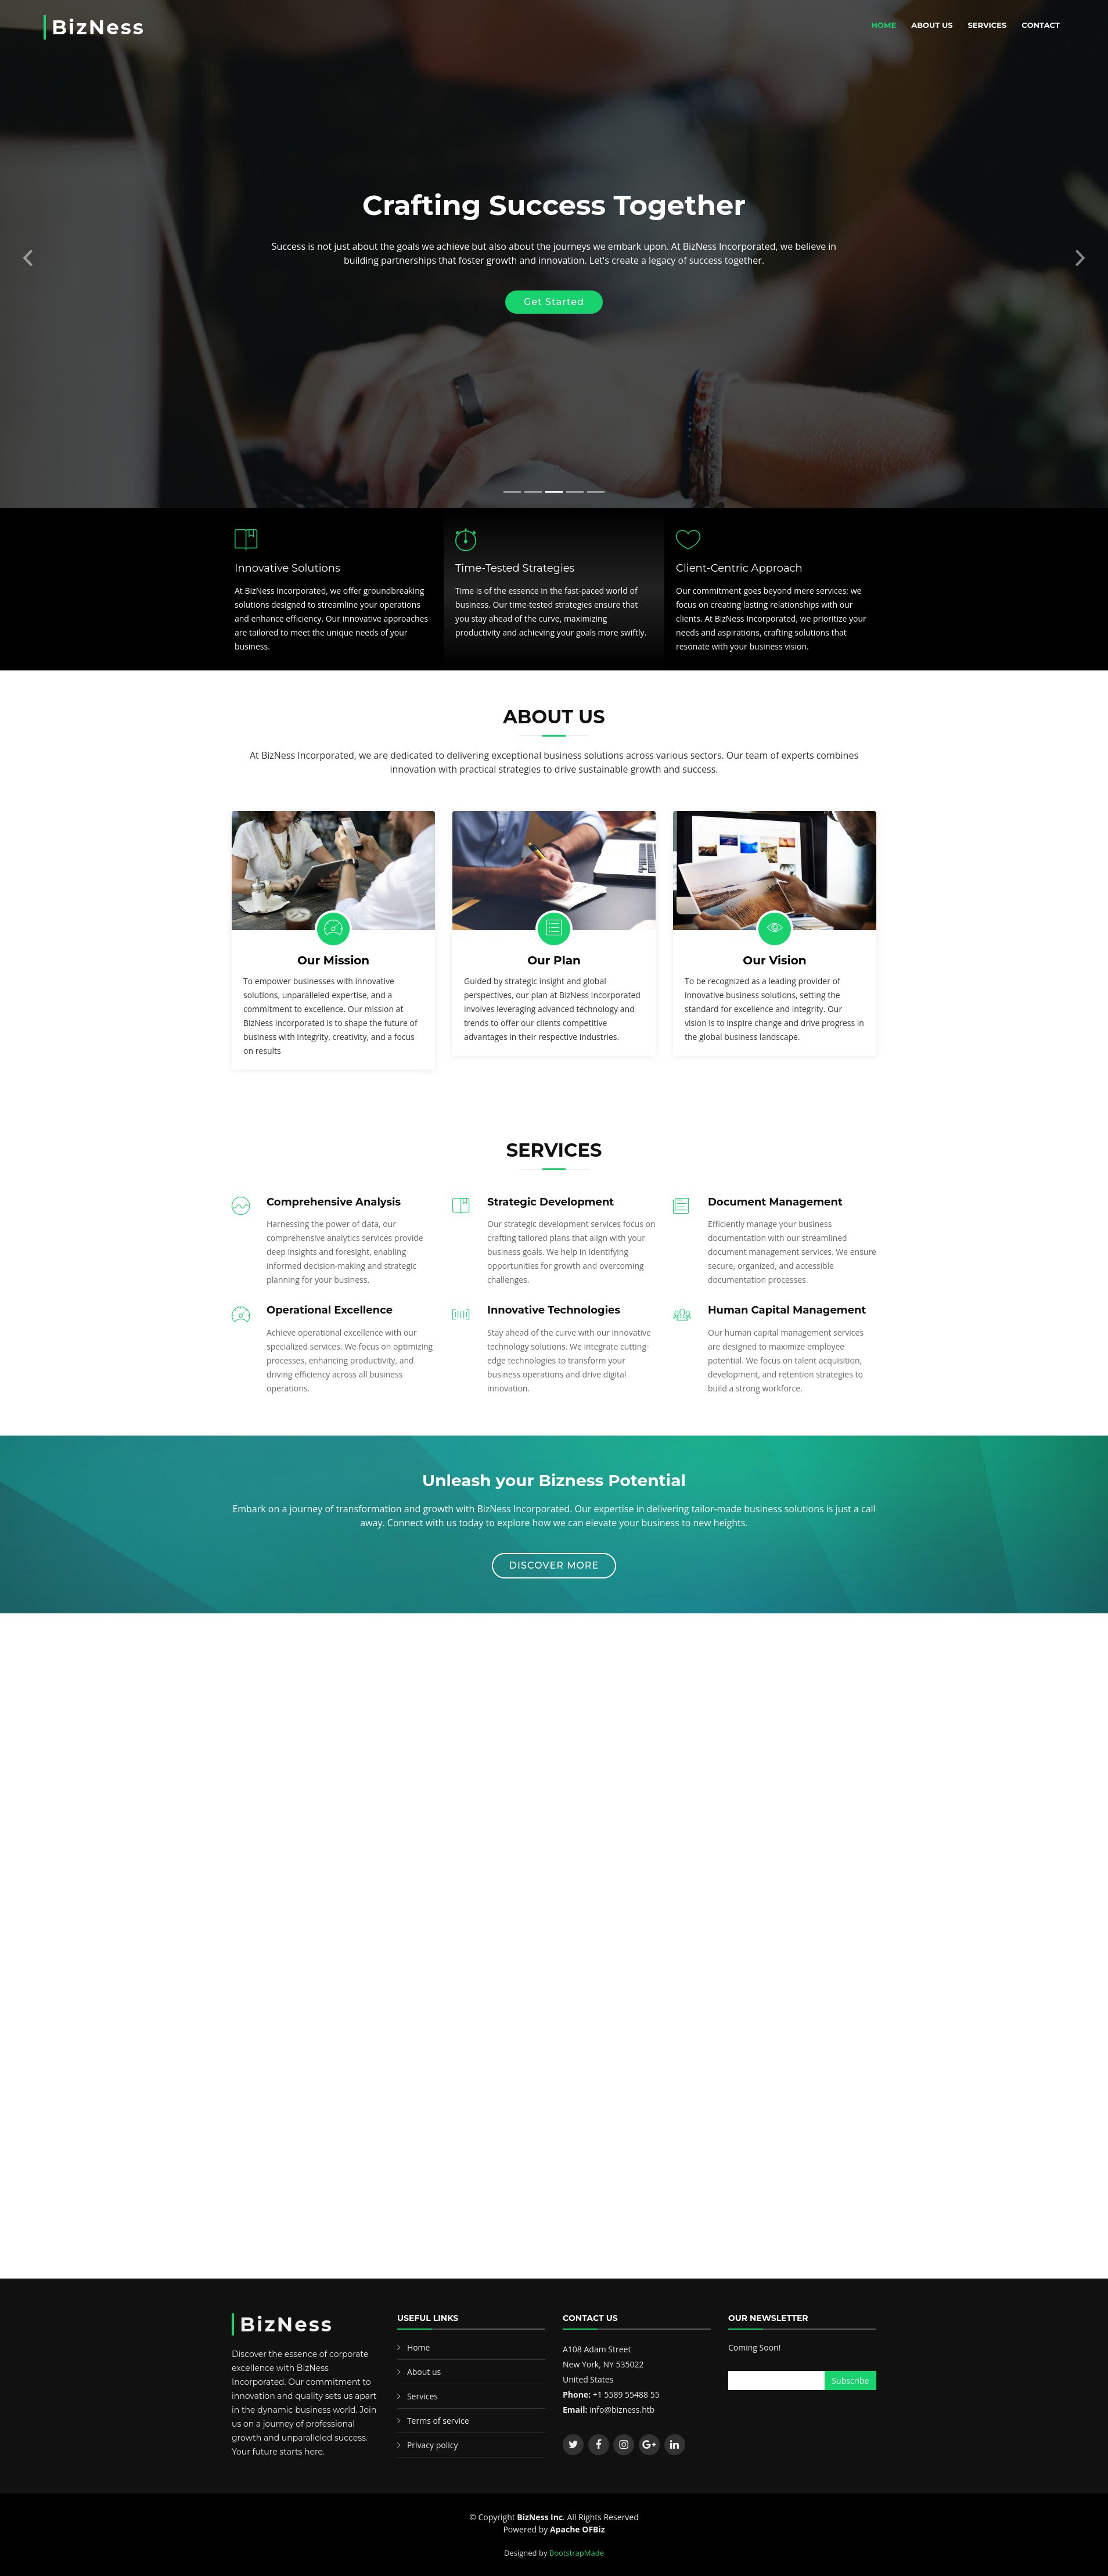 BizNess
HOME
ABOUT US
SERVICES
CONTACT
Crafting Success Together
Success is not just about the goals we achieve but also about the journeys we embark upon. At BizNess Incorporated, we believe in
building partnerships that foster growth and innovation. Let's create a legacy of success together.
Get Started
Innovative Solutions
At BizNess Incorporated, we offer groundbreaking
solutions designed to streamline your operations
and enhance efficiency. Our innovative approaches
are tailored to meet the unique needs of your
business.
Time-Tested Strategies
Time is of the essence in the fast-paced world of
business. Our time-tested strategies ensure that
you stay ahead of the curve, maximizing
productivity and achieving your goals more swiftly.
Client-Centric Approach
Our commitment goes beyond mere services; we
focus on creating lasting relationships with our
clients. At BizNess Incorporated, we prioritize your
needs and aspirations, crafting solutions that
resonate with your business vision.
ABOUT US
At BizNess Incorporated, we are dedicated to delivering exceptional business solutions across various sectors. Our team of experts combines
innovation with practical strategies to drive sustainable growth and success.
Our Mission
To empower businesses with innovative
solutions, unparalleled expertise, and a
commitment to excellence. Our mission at
BizNess Incorporated is to shape the future of
business with integrity, creativity, and a focus
on results
Our Plan
Guided by strategic insight and global
perspectives, our plan at BizNess Incorporated
involves leveraging advanced technology and
trends to offer our clients competitive
advantages in their respective industries.
Our Vision
To be recognized as a leading provider of
innovative business solutions, setting the
standard for excellence and integrity. Our
vision is to inspire change and drive progress in
the global business landscape.
SERVICES
Comprehensive Analysis
Harnessing the power of data, our
comprehensive analytics services provide
deep insights and foresight, enabling
informed decision-making and strategic
planning for your business.
Strategic Development
Our strategic development services focus on
crafting tailored plans that align with your
business goals. We help in identifying
opportunities for growth and overcoming
challenges.
Document Management
Efficiently manage your business
documentation with our streamlined
document management services. We ensure
secure, organized, and accessible
documentation processes.
Operational Excellence
Achieve operational excellence with our
specialized services. We focus on optimizing
processes, enhancing productivity, and
driving efficiency across all business
operations.
Innovative Technologies
Stay ahead of the curve with our innovative
technology solutions. We integrate cutting-
edge technologies to transform your
business operations and drive digital
innovation.
Human Capital Management
Our human capital management services
are designed to maximize employee
potential. We focus on talent acquisition,
development, and retention strategies to
build a strong workforce.
Unleash your Bizness Potential
Embark on a journey of transformation and growth with BizNess Incorporated. Our expertise in delivering tailor-made business solutions is just a call
away. Connect with us today to explore how we can elevate your business to new heights.
DISCOVER MORE
BizNess
Discover the essence of corporate
excellence with BizNess
Incorporated. Our commitment to
innovation and quality sets us apart
in the dynamic business world. Join
us on a journey of professional
growth and unparalleled success.
Your future starts here.
USEFUL LINKS
Home
About us
Services
Terms of service
Privacy policy
CONTACT US
A108 Adam Street
New York, NY 535022
United States
Phone: +1 5589 55488 55
Email: info@bizness.htb
OUR NEWSLETTER
Coming Soon!
Subscribe
© Copyright BizNess Inc. All Rights Reserved
Powered by Apache OFBiz
Designed by BootstrapMade